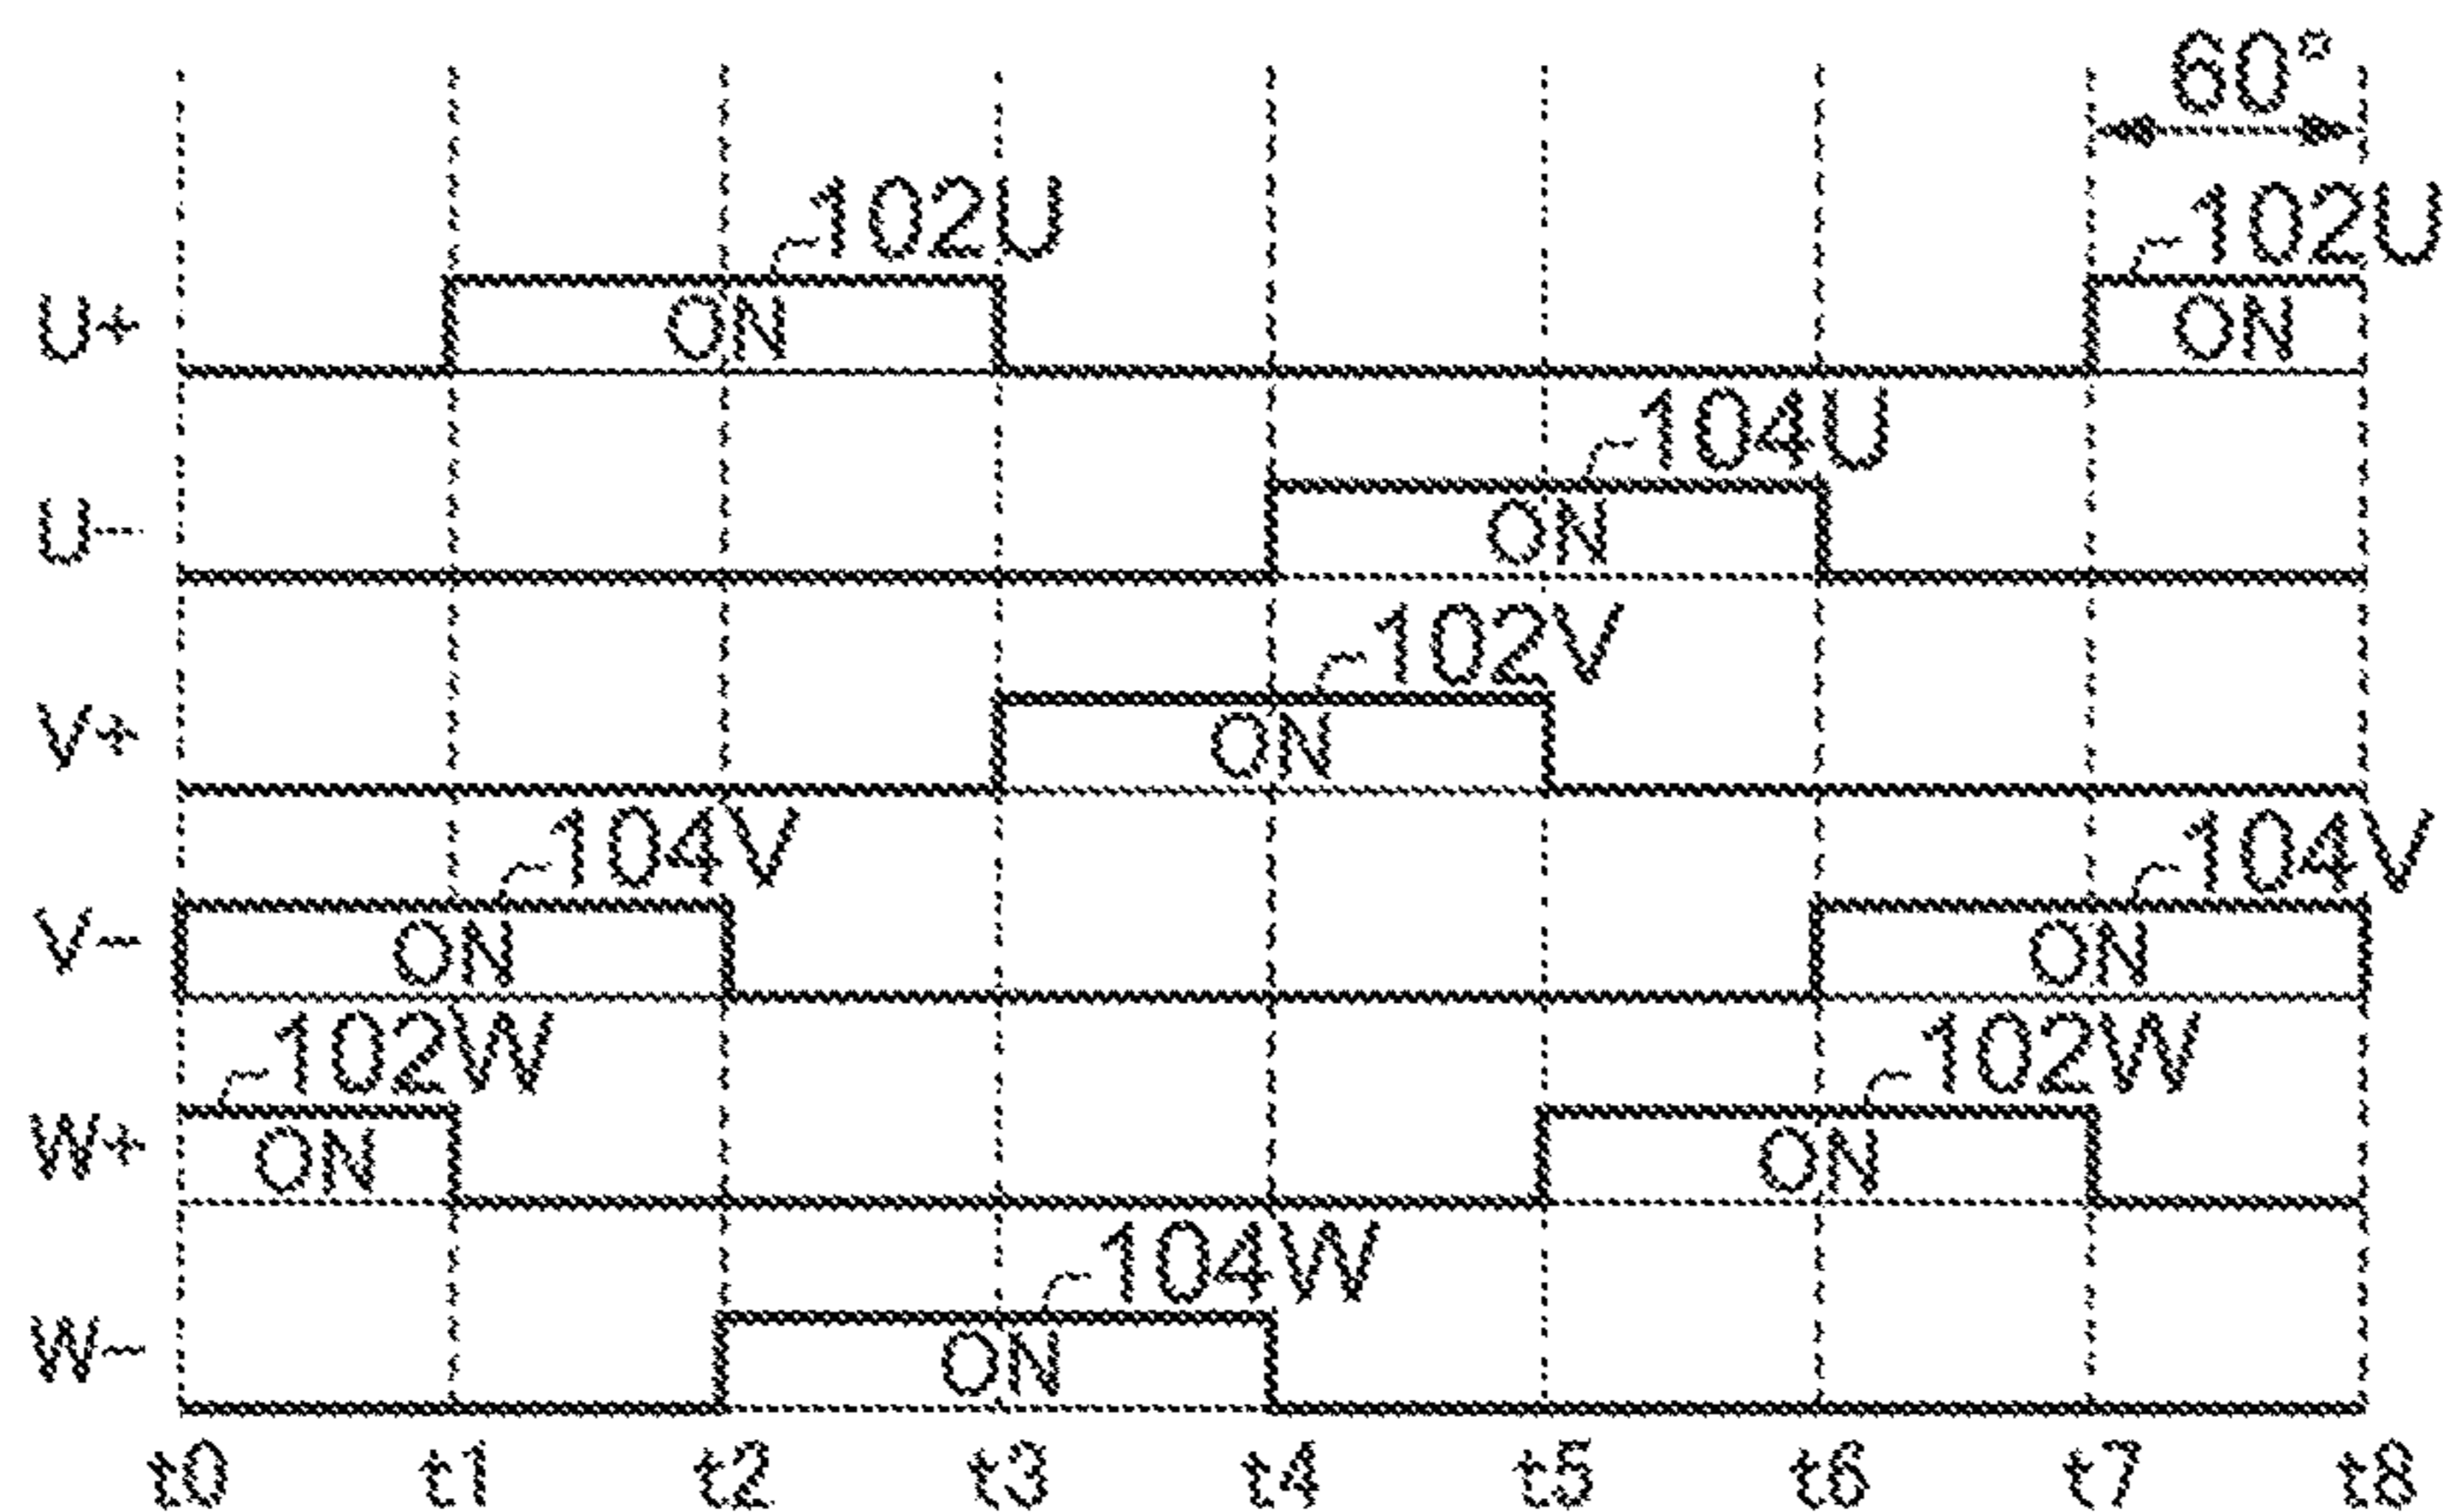 60°
102U 102U
U+ ON ON
104U
U- ON
102V
V+ ON
104V 104V
V- ON ON
102W 102W
W+ ON ON
104W
W- ON
t0 t1 t2 t3 t4 t5 t6 t7 t8